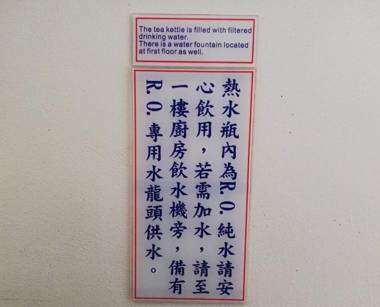 The tea kettle is filled with filtered
drinking water.
There is a water fountain located
at first floor as well.
熱水瓶內為R.O.純水請安
心飲用，若需加水，請至
一樓廚房飲水機旁，備有
R.O.專用水龍頭供水。